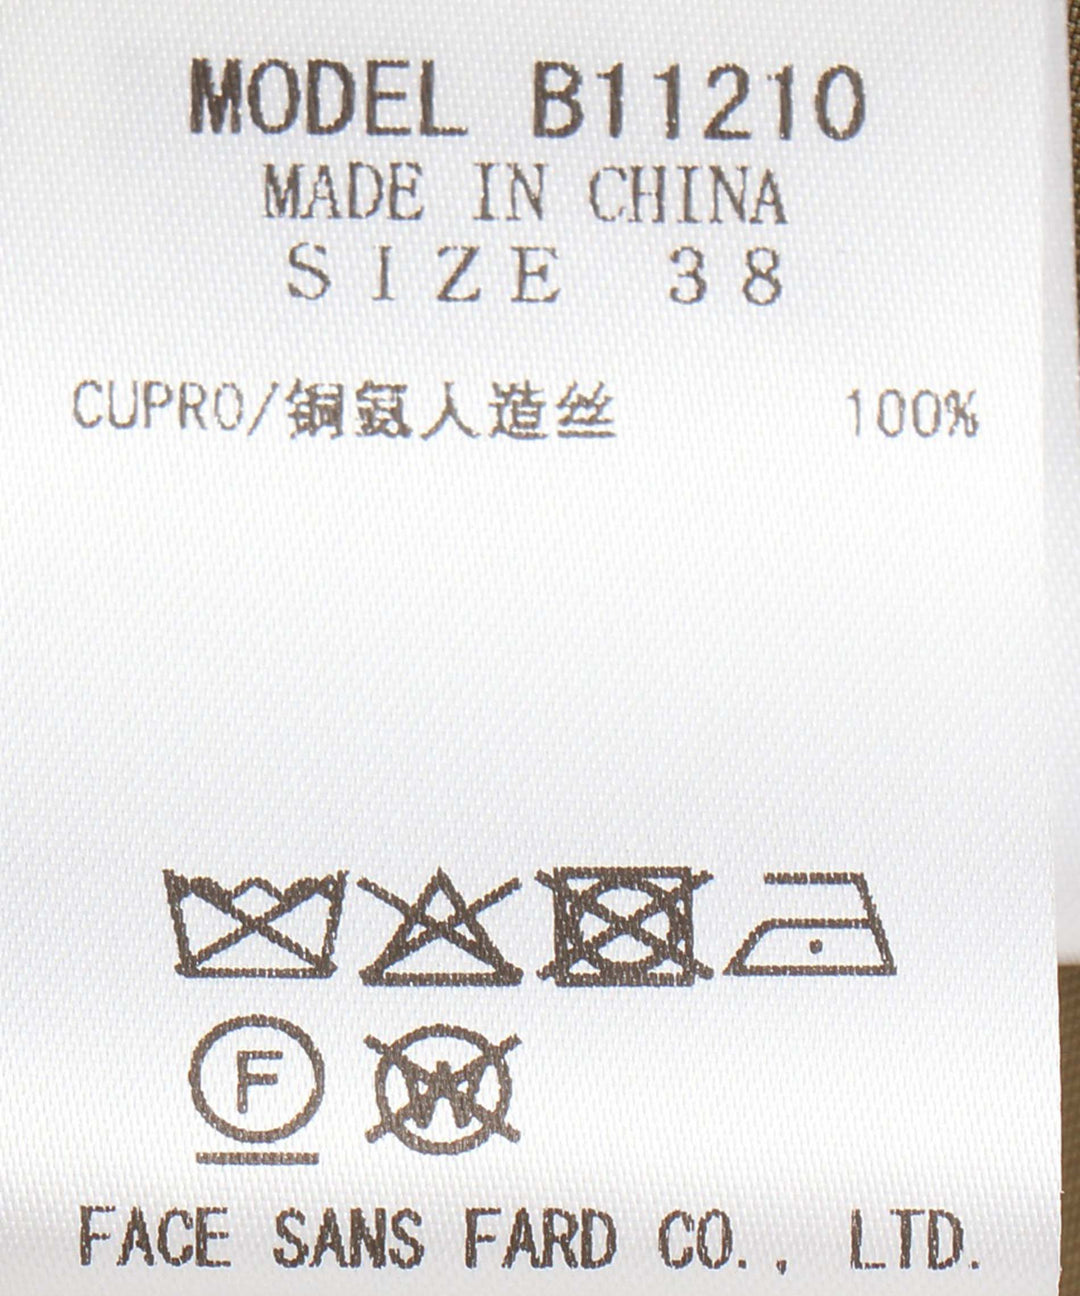 MODEL B11210
MADE IN CHINA
SIZE 38
CUPRO/铜氨人造丝 100%
F
W
FACE SANS FARD CO., LTD.